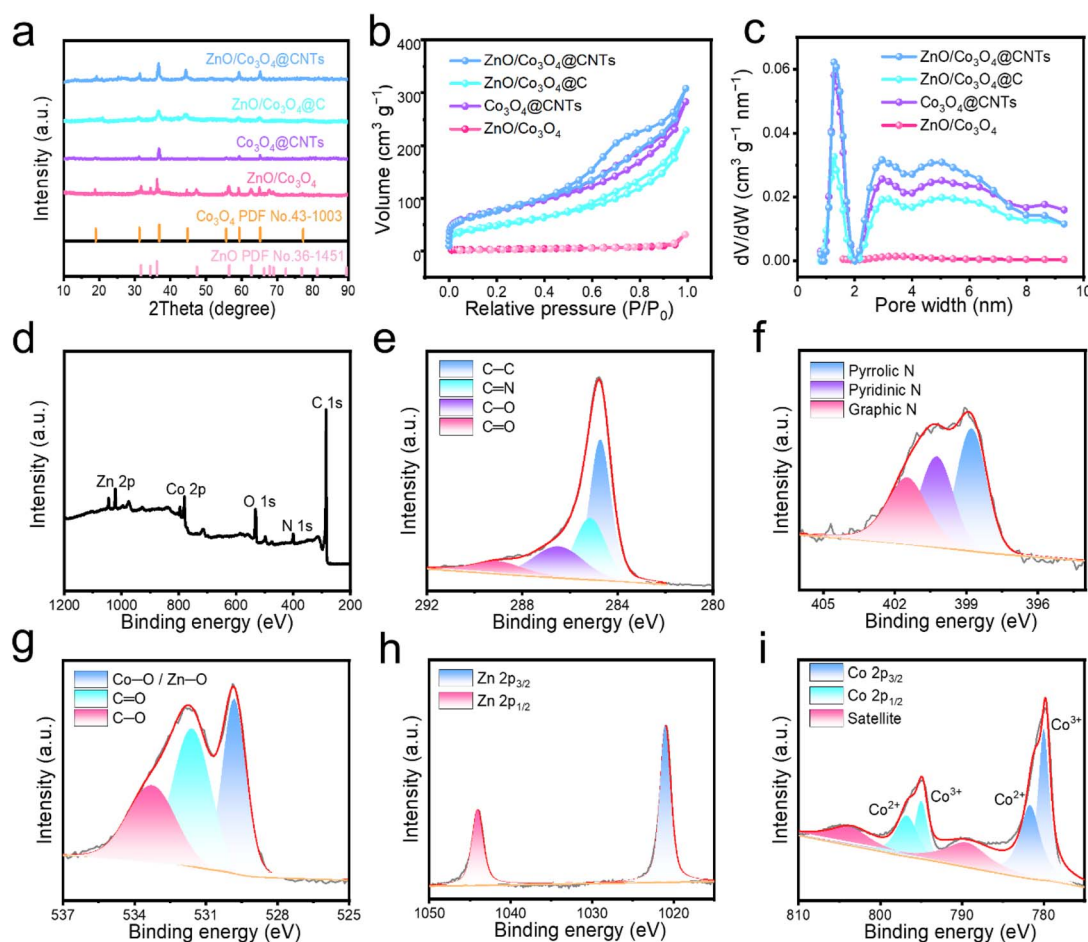 a
ZnO/Co₃O₄@CNTs
ZnO/Co₃O₄@C
Co₃O₄@CNTs
ZnO/Co₃O₄
Co₃O₄ PDF No.43-1003
ZnO PDF No.36-1451
10 20 30 40 50 60 70 80 90
2Theta (degree)
Intensity (a.u.)
b
ZnO/Co₃O₄@CNTs
ZnO/Co₃O₄@C
Co₃O₄@CNTs
ZnO/Co₃O₄
400
300
200
100
0
0.0 0.2 0.4 0.6 0.8 1.0
Relative pressure (P/P₀)
Volume (cm³ g⁻¹)
c
ZnO/Co₃O₄@CNTs
ZnO/Co₃O₄@C
Co₃O₄@CNTs
ZnO/Co₃O₄
0.06
0.04
0.02
0.00
0 2 4 6 8 10
Pore width (nm)
dV/dW (cm³ g⁻¹ nm⁻¹)
d
C 1s
Zn 2p
Co 2p
O 1s
N 1s
1200 1000 800 600 400 200
Binding energy (eV)
Intensity (a.u.)
e
C–C
C=N
C–O
C=O
292 288 284 280
Binding energy (eV)
Intensity (a.u.)
f
Pyrrolic N
Pyridinic N
Graphic N
405 402 399 396
Binding energy (eV)
Intensity (a.u.)
g
Co–O / Zn–O
C=O
C–O
537 533 529 525
Binding energy (eV)
Intensity (a.u.)
h
Zn 2p₃/₂
Zn 2p₁/₂
1050 1040 1030 1020
Binding energy (eV)
Intensity (a.u.)
i
Co 2p₃/₂
Co 2p₁/₂
Satellite
Co³⁺
Co²⁺
Co³⁺
Co²⁺
810 800 790 780
Binding energy (eV)
Intensity (a.u.)